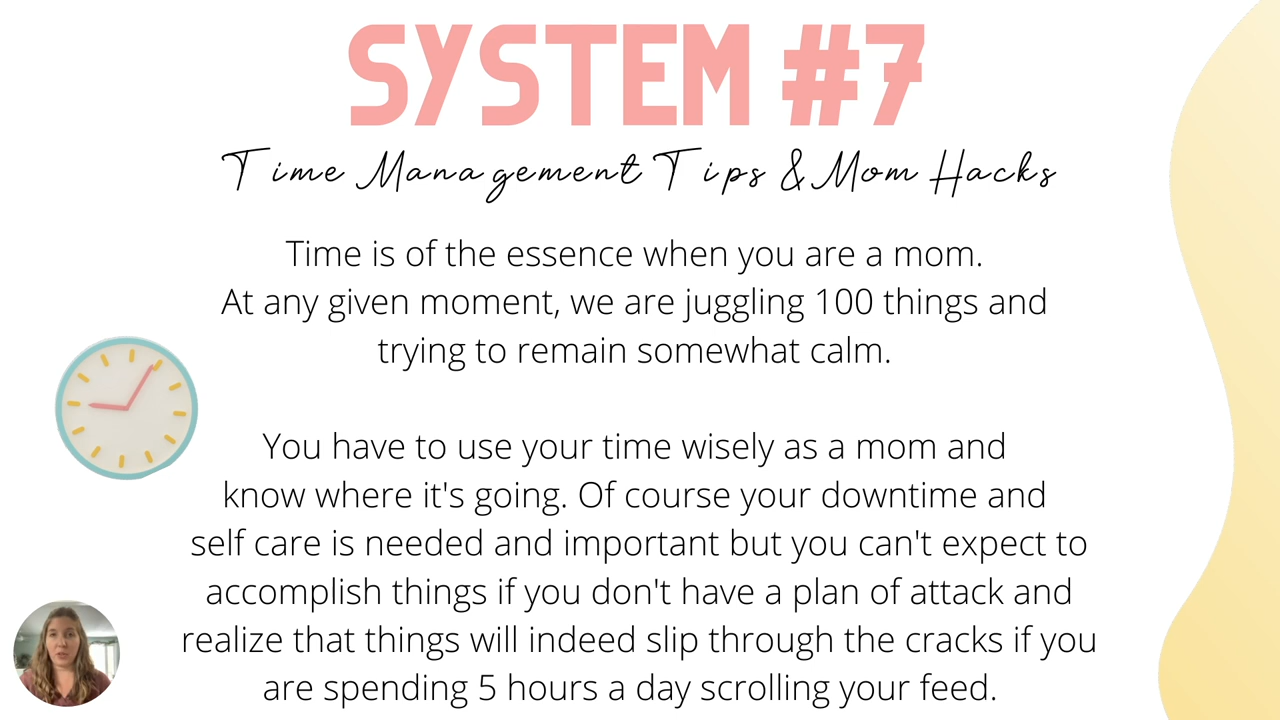 SYSTEM #7
Time Management Tips & Mom Hacks
Time is of the essence when you are a mom.
At any given moment, we are juggling 100 things and
trying to remain somewhat calm.
You have to use your time wisely as a mom and
know where it's going. Of course your downtime and
self care is needed and important but you can't expect to
accomplish things if you don't have a plan of attack and
realize that things will indeed slip through the cracks if you
are spending 5 hours a day scrolling your feed.